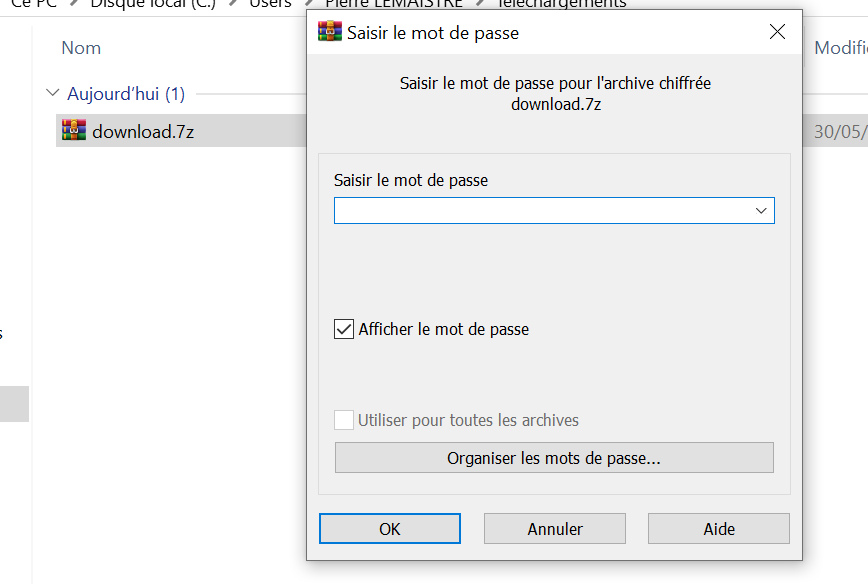 Ce PC > Disque local (C:) > Users > Pierre LEMAISTRE > Téléchargements
Saisir le mot de passe
Nom
Modifi
Saisir le mot de passe pour l'archive chiffrée
download.7z
Aujourd'hui (1)
download.7z
30/05/
Saisir le mot de passe
Afficher le mot de passe
s
Utiliser pour toutes les archives
Organiser les mots de passe...
OK
Annuler
Aide